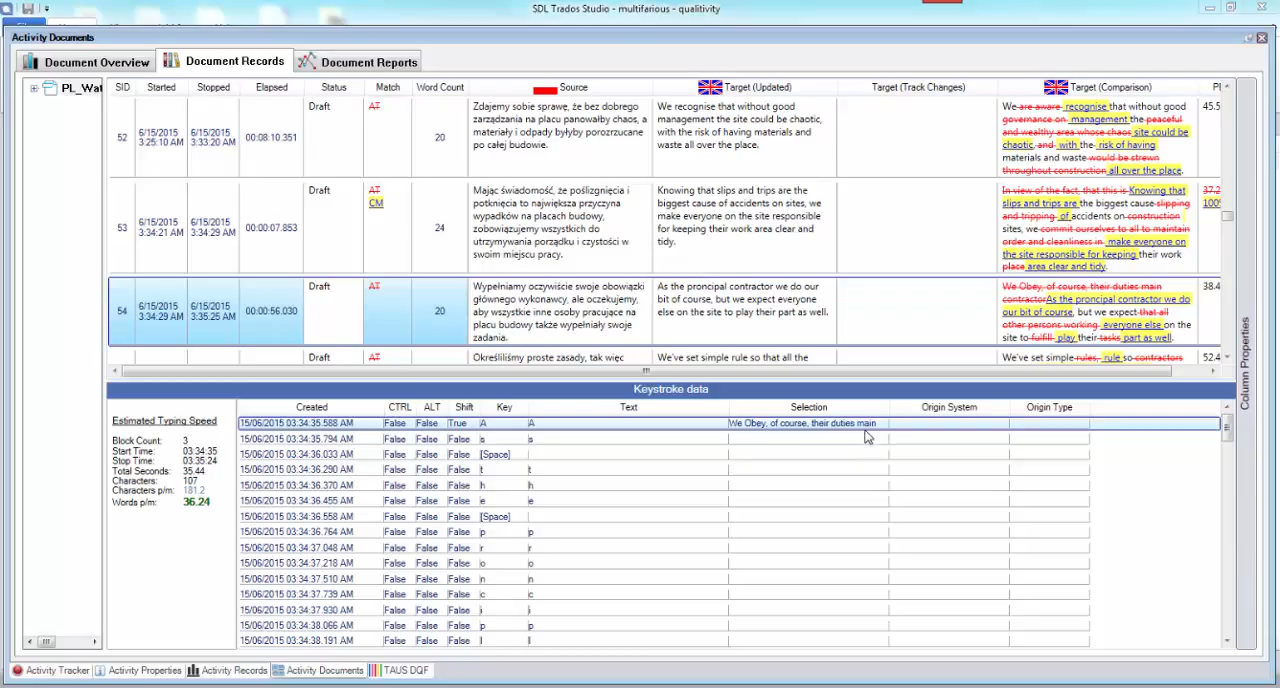 SDL Trados Studio - multifarious - qualitivity
Activity Documents
Document Overview
Document Records
Document Reports
PL_Wat
SID Started Stopped Elapsed Status Match Word Count Source Target (Updated) Target (Track Changes) Target (Comparison)
52
6/15/2015
3:25:10 AM
6/15/2015
3:33:20 AM
00:08:10.351
Draft
AT
20
Zdajemy sobie sprawę, że bez dobrego
zarządzania na placu panowałby chaos, a
materiały i odpady byłyby porozrzucane
po całej budowie.
We recognise that without good
management the site could be chaotic,
with the risk of having materials and
waste all over the place.
We are aware recognise that without good
governance on management the peaceful
and wealthy area whose chaos site could be
chaotic, and with the risk of having
materials and waste would be strewn
throughout construction all over the place.
45.5
53
6/15/2015
3:34:21 AM
6/15/2015
3:34:29 AM
00:00:07.853
Draft
AT
CM
24
Mając świadomość, że poślizgnięcia i
potknięcia to największa przyczyna
wypadków na placach budowy,
zobowiązujemy wszystkich do
utrzymywania porządku i czystości w
swoim miejscu pracy.
Knowing that slips and trips are the
biggest cause of accidents on sites, we
make everyone on the site responsible
for keeping their work area clear and
tidy.
In view of the fact, that this is Knowing that
slips and trips are the biggest cause slipping
and tripping of accidents on construction
sites, we commit ourselves to all to maintain
order and cleanliness in make everyone on
the site responsible for keeping their work
place area clear and tidy.
37.2
100%
54
6/15/2015
3:34:29 AM
6/15/2015
3:35:25 AM
00:00:56.030
Draft
AT
20
Wypełniamy oczywiście swoje obowiązki
głównego wykonawcy, ale oczekujemy,
aby wszystkie inne osoby pracujące na
placu budowy także wypełniały swoje
zadania.
As the proncipal contractor we do our
bit of course, but we expect everyone
else on the site to play their part as well.
We Obey, of course, their duties main
contractorAs the proncipal contractor we do
our bit of course, but we expect that all
other persons working everyone else on the
site to fulfill play their tasks part as well.
38.4
Draft
AT
Określiliśmy proste zasady, tak więc
We've set simple rule so that all the
We've set simple rules, rule so contractors
52.4
Column Properties
Keystroke data
Estimated Typing Speed
Block Count: 3
Start Time: 03:34:35
Stop Time: 03:35:24
Total Seconds: 35.44
Characters: 107
Characters p/m: 181.2
Words p/m: 36.24
Created CTRL ALT Shift Key Text Selection Origin System Origin Type
15/06/2015 03:34:35.588 AM False False True A A We Obey, of course, their duties main
15/06/2015 03:34:35.794 AM False False False s s
15/06/2015 03:34:36.033 AM False False False [Space]
15/06/2015 03:34:36.290 AM False False False t t
15/06/2015 03:34:36.370 AM False False False h h
15/06/2015 03:34:36.455 AM False False False e e
15/06/2015 03:34:36.558 AM False False False [Space]
15/06/2015 03:34:36.764 AM False False False p p
15/06/2015 03:34:37.048 AM False False False r r
15/06/2015 03:34:37.218 AM False False False o o
15/06/2015 03:34:37.510 AM False False False n n
15/06/2015 03:34:37.739 AM False False False c c
15/06/2015 03:34:37.930 AM False False False i i
15/06/2015 03:34:38.066 AM False False False p p
15/06/2015 03:34:38.191 AM False False False l l
Activity Tracker Activity Properties Activity Records Activity Documents TAUS DQF